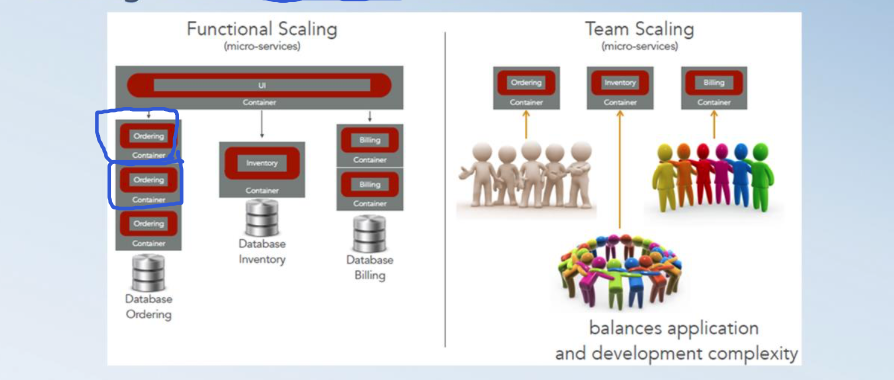 Functional Scaling
(micro-services)
UI
Container
Ordering
Container
Ordering
Container
Ordering
Container
Database
Ordering
Inventory
Container
Database
Inventory
Billing
Container
Billing
Container
Database
Billing
Team Scaling
(micro-services)
Ordering
Container
Inventory
Container
Billing
Container
balances application
and development complexity